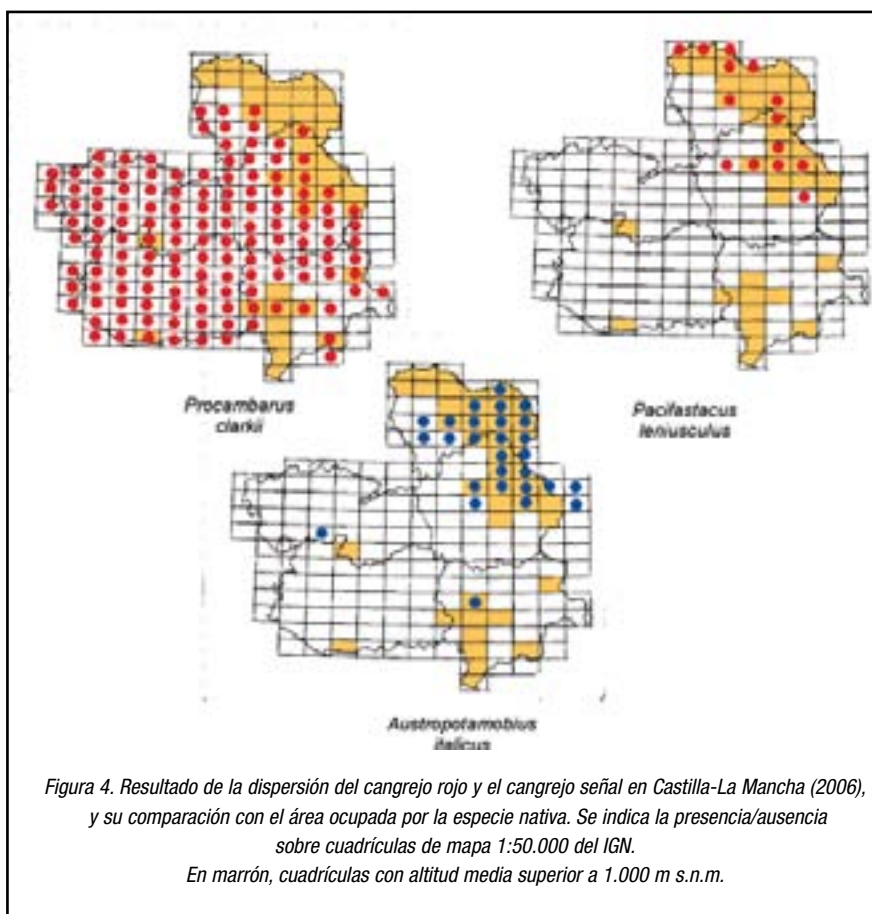 Procambarus
clarkii
Pacifastacus
leniusculus
Austropotamobius
italicus
Figura 4. Resultado de la dispersión del cangrejo rojo y el cangrejo señal en Castilla-La Mancha (2006),
y su comparación con el área ocupada por la especie nativa. Se indica la presencia/ausencia
sobre cuadrículas de mapa 1:50.000 del IGN.
En marrón, cuadrículas con altitud media superior a 1.000 m s.n.m.